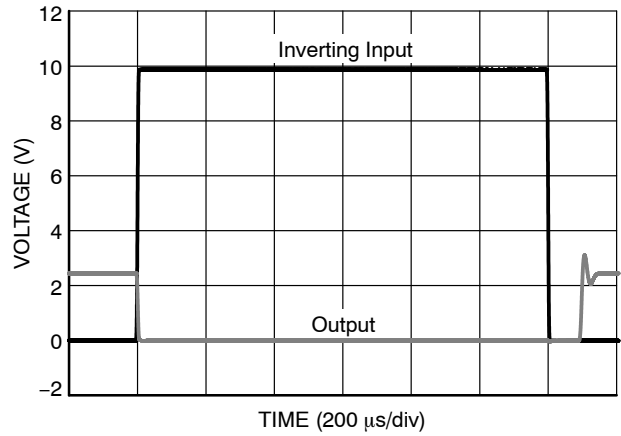 12
Inverting Input
10
8
6
4
2
Output
0
−2
VOLTAGE (V)
TIME (200 μs/div)